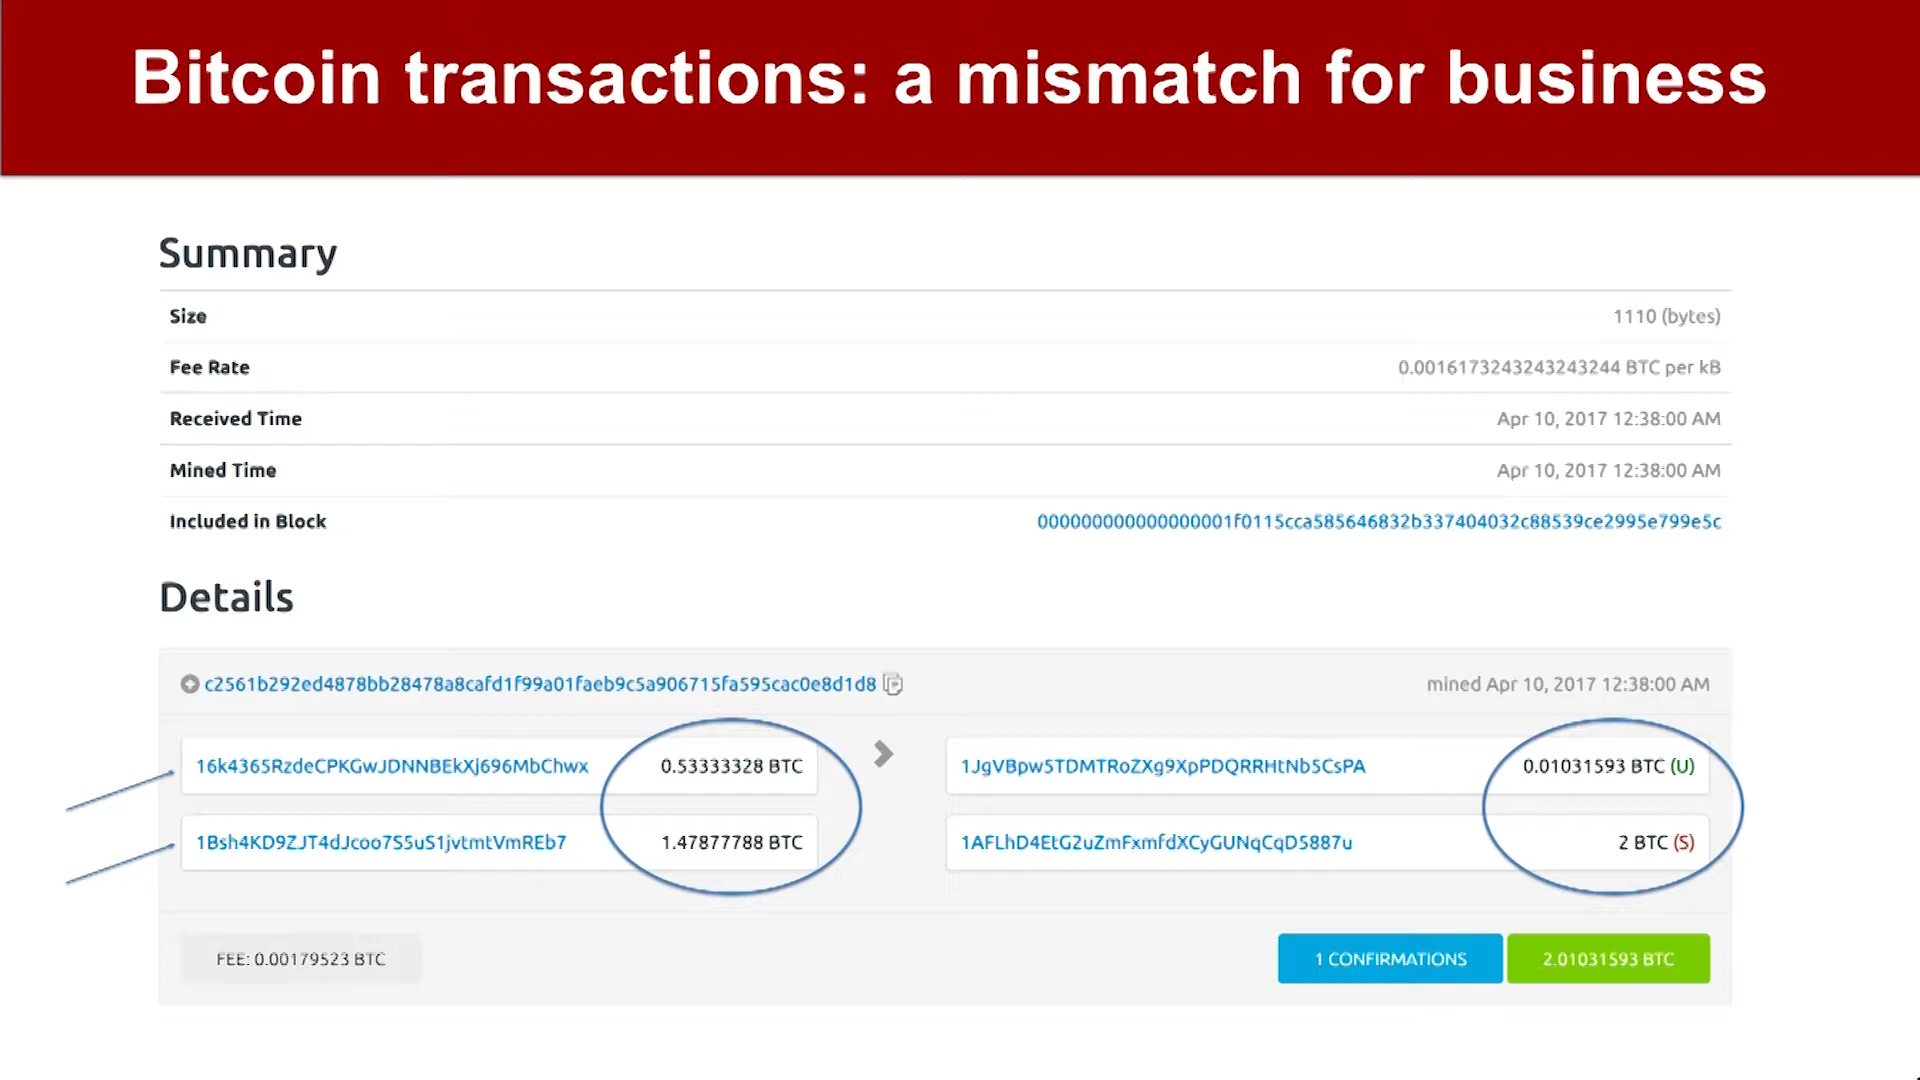 Bitcoin transactions: a mismatch for business
Summary
Size 1110 (bytes)
Fee Rate 0.0016173243243243244 BTC per kB
Received Time Apr 10, 2017 12:38:00 AM
Mined Time Apr 10, 2017 12:38:00 AM
Included in Block 000000000000000001f0115cca585646832b337404032c88539ce2995e799e5c
Details
c2561b292ed4878bb28478a8cafd1f99a01faeb9c5a906715fa595cac0e8d1d8 mined Apr 10, 2017 12:38:00 AM
16k4365RzdeCPKGwJDNNBEkXj696MbChwx 0.53333328 BTC 1JgVBpw5TDMTRoZXg9XpPDQRRHtNb5CsPA 0.01031593 BTC (U)
1Bsh4KD9ZJT4dJcoo7S5uS1jvtmtVmREb7 1.47877788 BTC 1AFLhD4EtG2uZmFxmfdXCyGUNqCqD5887u 2 BTC (S)
FEE: 0.00179523 BTC 1 CONFIRMATIONS 2.01031593 BTC